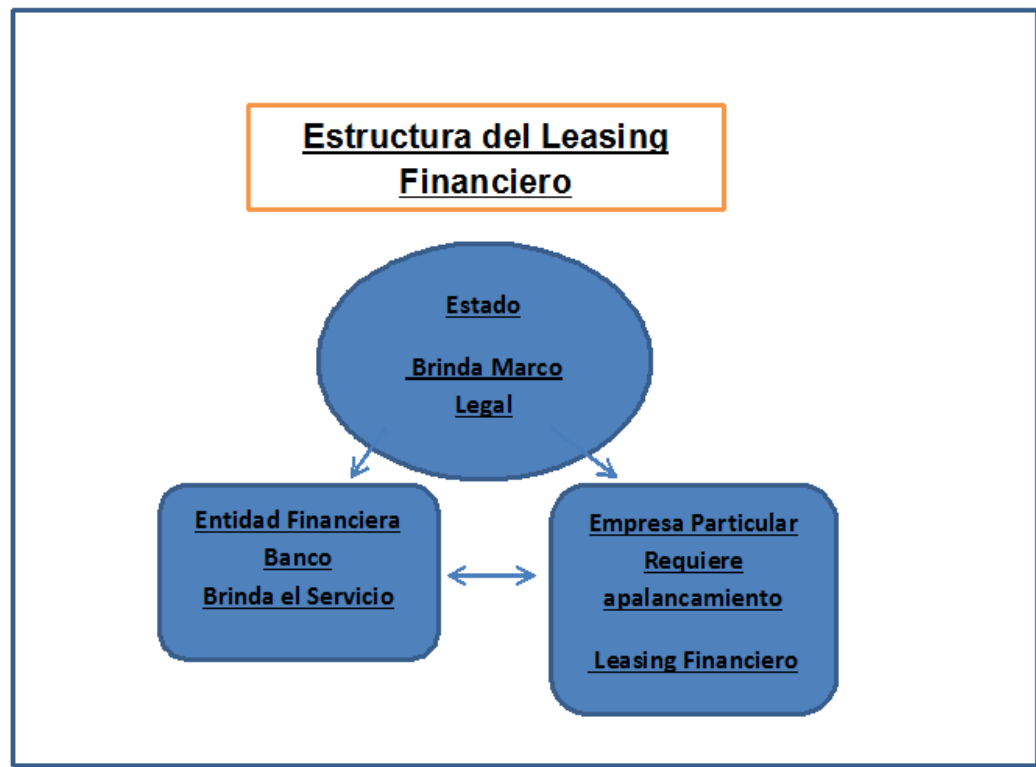 Estructura del Leasing
Financiero
Estado
Brinda Marco
Legal
Entidad Financiera
Banco
Brinda el Servicio
Empresa Particular
Requiere
apalancamiento
Leasing Financiero